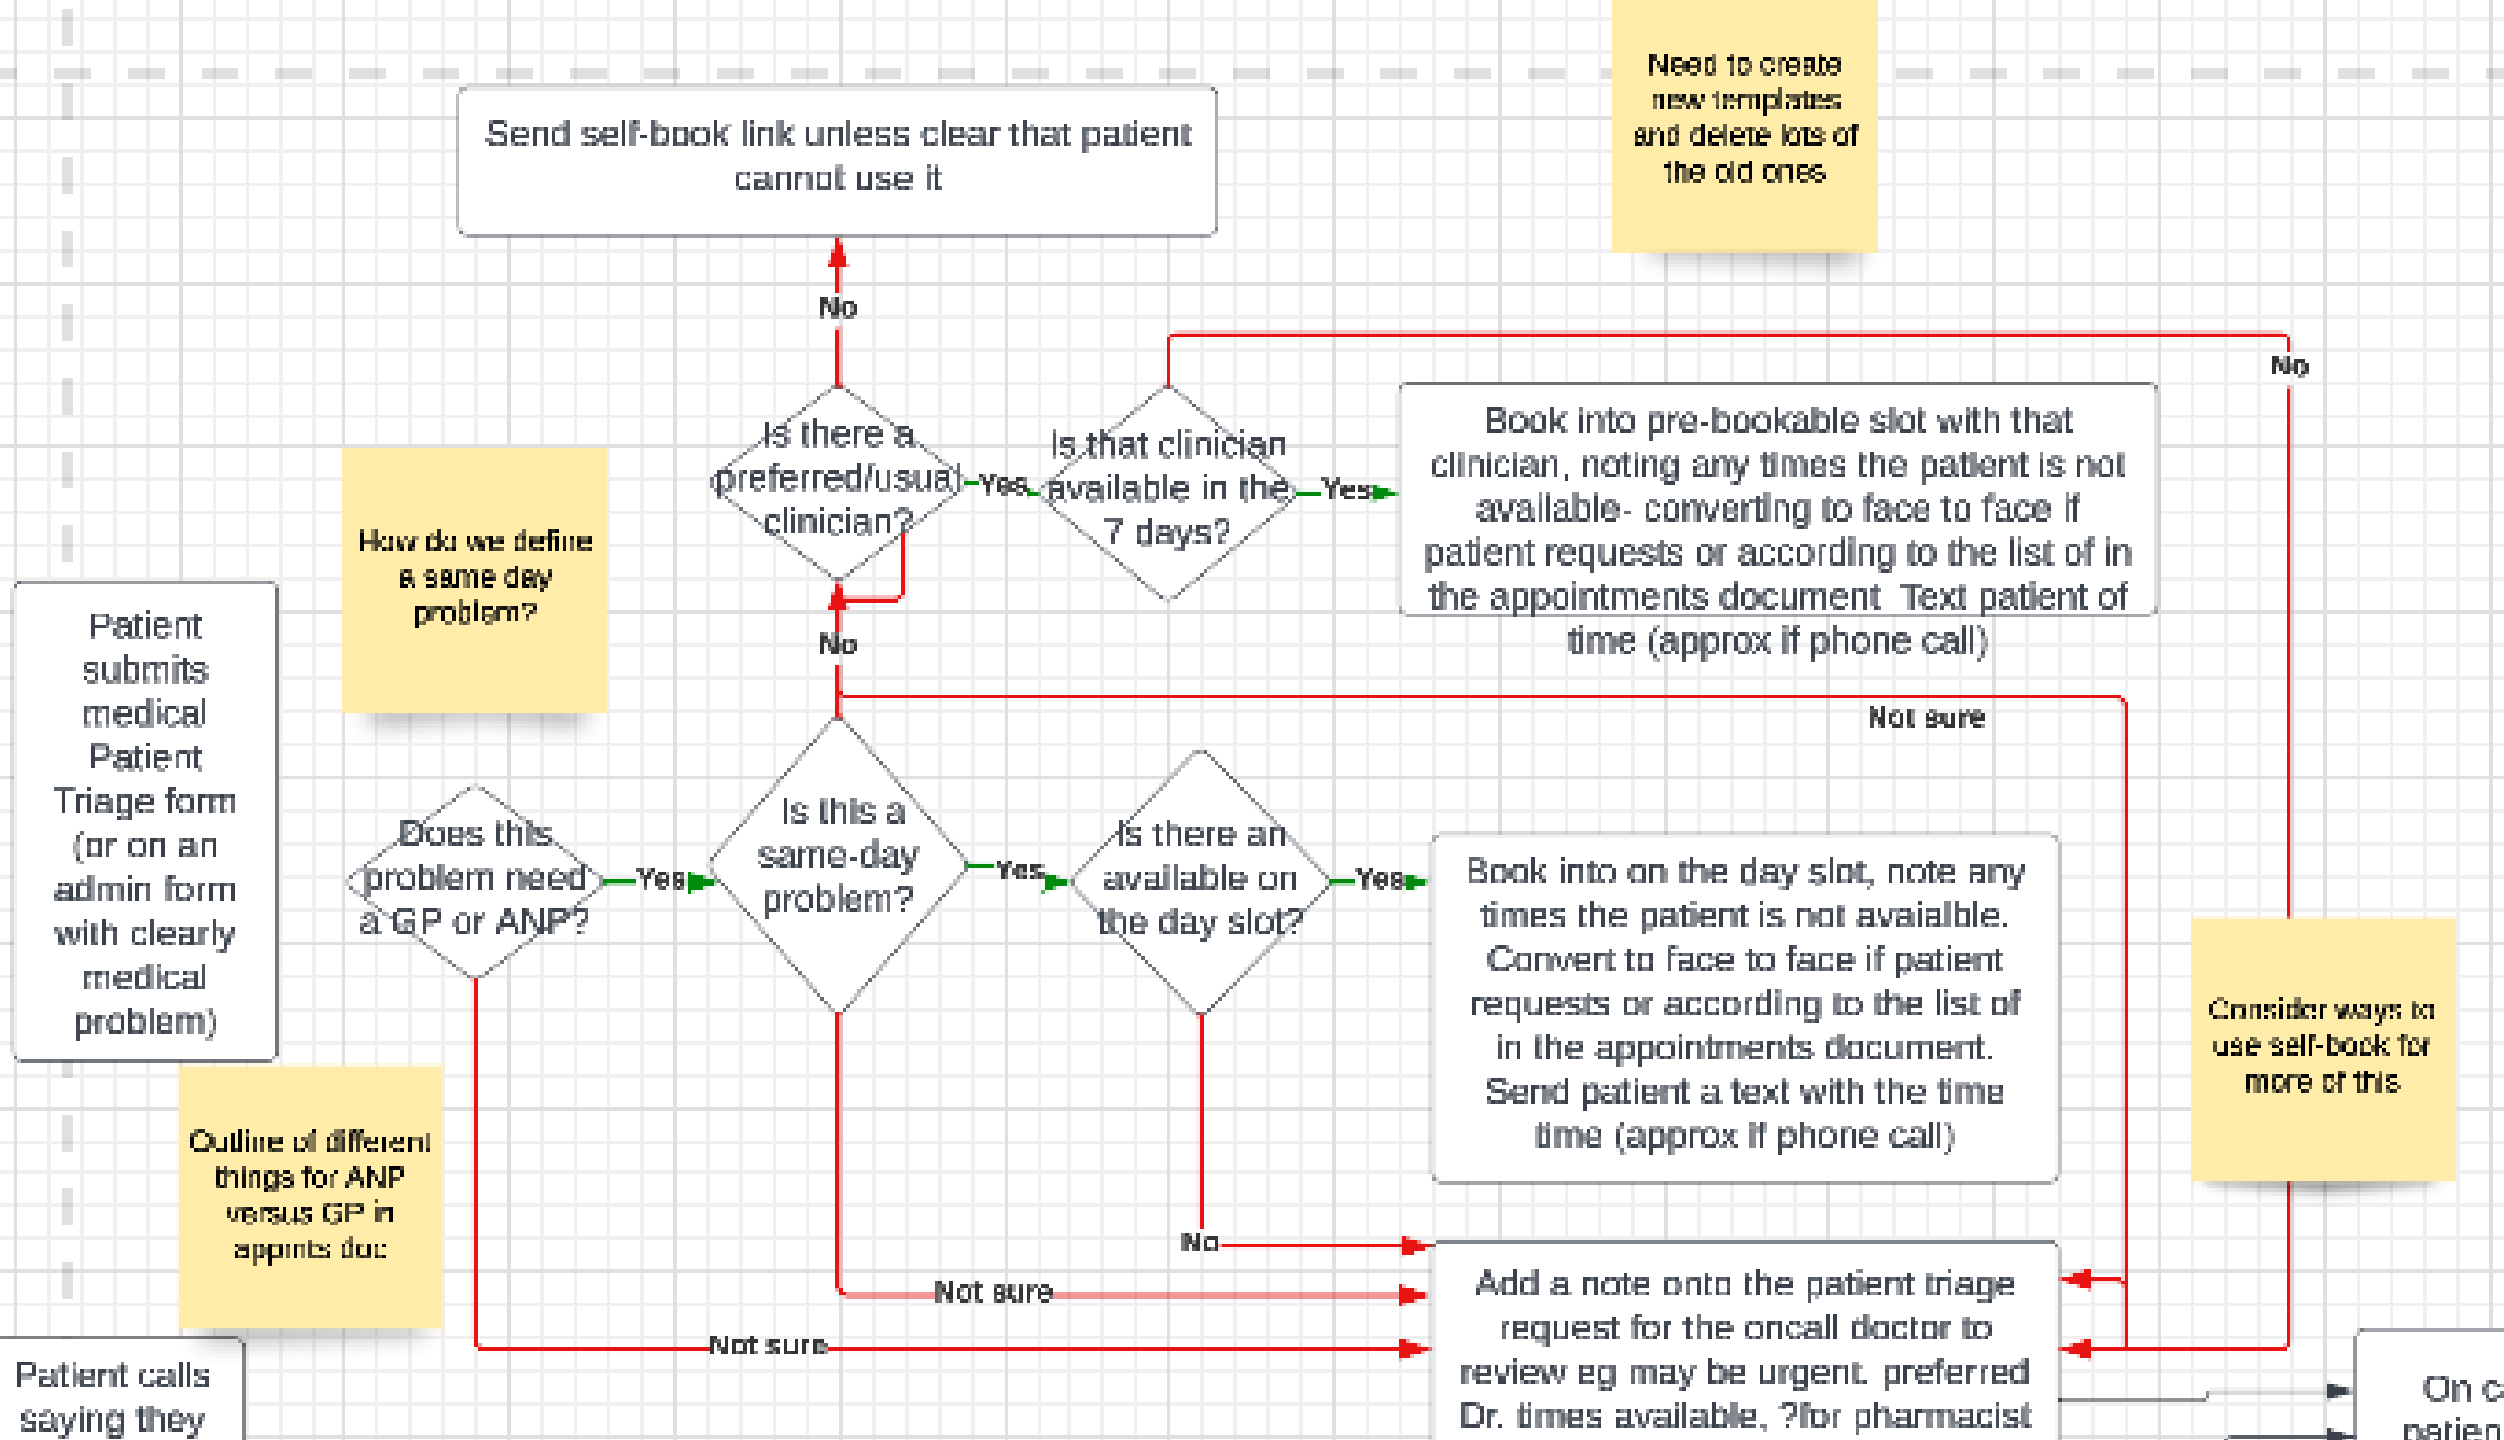 Need to create
new templates
and delete lots of
the old ones
Send self-book link unless clear that patient
cannot use it
No
No
Is there a
preferred/usual
clinician?
Yes
Is that clinician
available in the
7 days?
Yes
Book into pre-bookable slot with that
clinician, noting any times the patient is not
available- converting to face to face if
patient requests or according to the list of in
the appointments document Text patient of
time (approx if phone call)
How do we define
a same day
problem?
No
Not sure
Patient
submits
medical
Patient
Triage form
(or on an
admin form
with clearly
medical
problem)
Does this
problem need
a GP or ANP?
Yes
Is this a
same-day
problem?
Yes
Is there an
available on
the day slot?
Yes
Book into on the day slot, note any
times the patient is not avaialble.
Convert to face to face if patient
requests or according to the list of
in the appointments document.
Send patient a text with the time
time (approx if phone call)
Consider ways to
use self-book for
more of this
Outline of different
things for ANP
versus GP in
appints doc
No
Not sure
Not sure
Add a note onto the patient triage
request for the oncall doctor to
review eg may be urgent. preferred
Dr. times available, ?for pharmacist
Patient calls
saying they
On c
patien